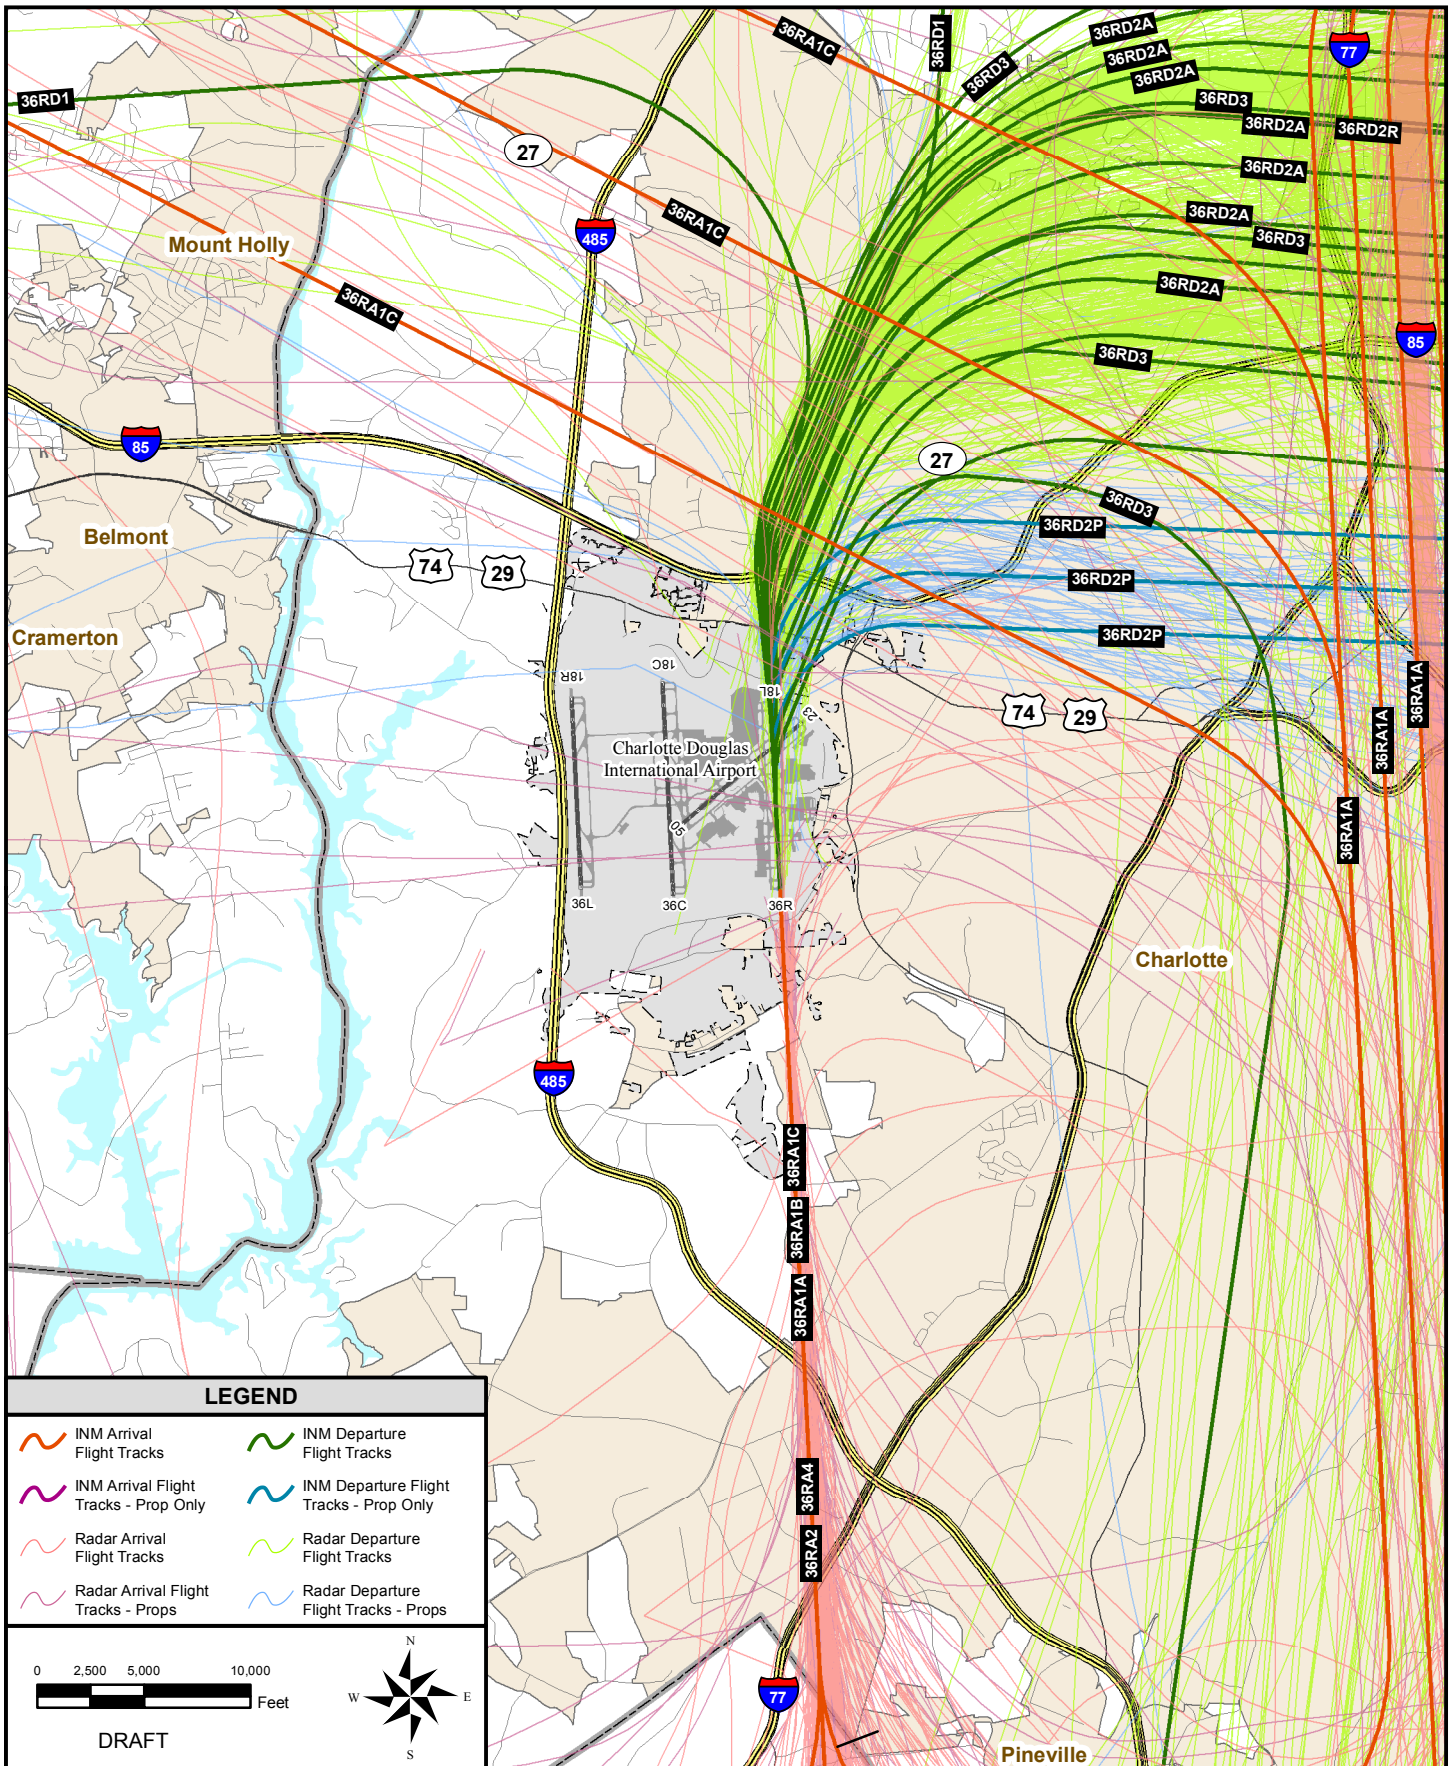 36RD1
36RA1C
36RD3
36RD2A
36RD2A
36RD2A
77
36RD1
36RD3
36RD2A
36RD2R
27
36RD2A
36RA1C
36RD2A
36RD3
485
Mount Holly
36RA1C
36RD2A
85
36RD3
85
27
36RD3
36RD2P
Belmont
74
29
36RD2P
Cramerton
36RD2P
18R
18C
18L
23
74
29
36RA1A
36RA1A
36RA1A
Charlotte Douglas
International Airport
05
36L
36C
36R
Charlotte
485
36RA1C
36RA1B
36RA1A
36RA4
36RA2
77
Pineville
LEGEND
INM Arrival
Flight Tracks
INM Departure
Flight Tracks
INM Arrival Flight
Tracks - Prop Only
INM Departure Flight
Tracks - Prop Only
Radar Arrival
Flight Tracks
Radar Departure
Flight Tracks
Radar Arrival Flight
Tracks - Props
Radar Departure
Flight Tracks - Props
0 2,500 5,000 10,000
Feet
DRAFT
N
W E
S